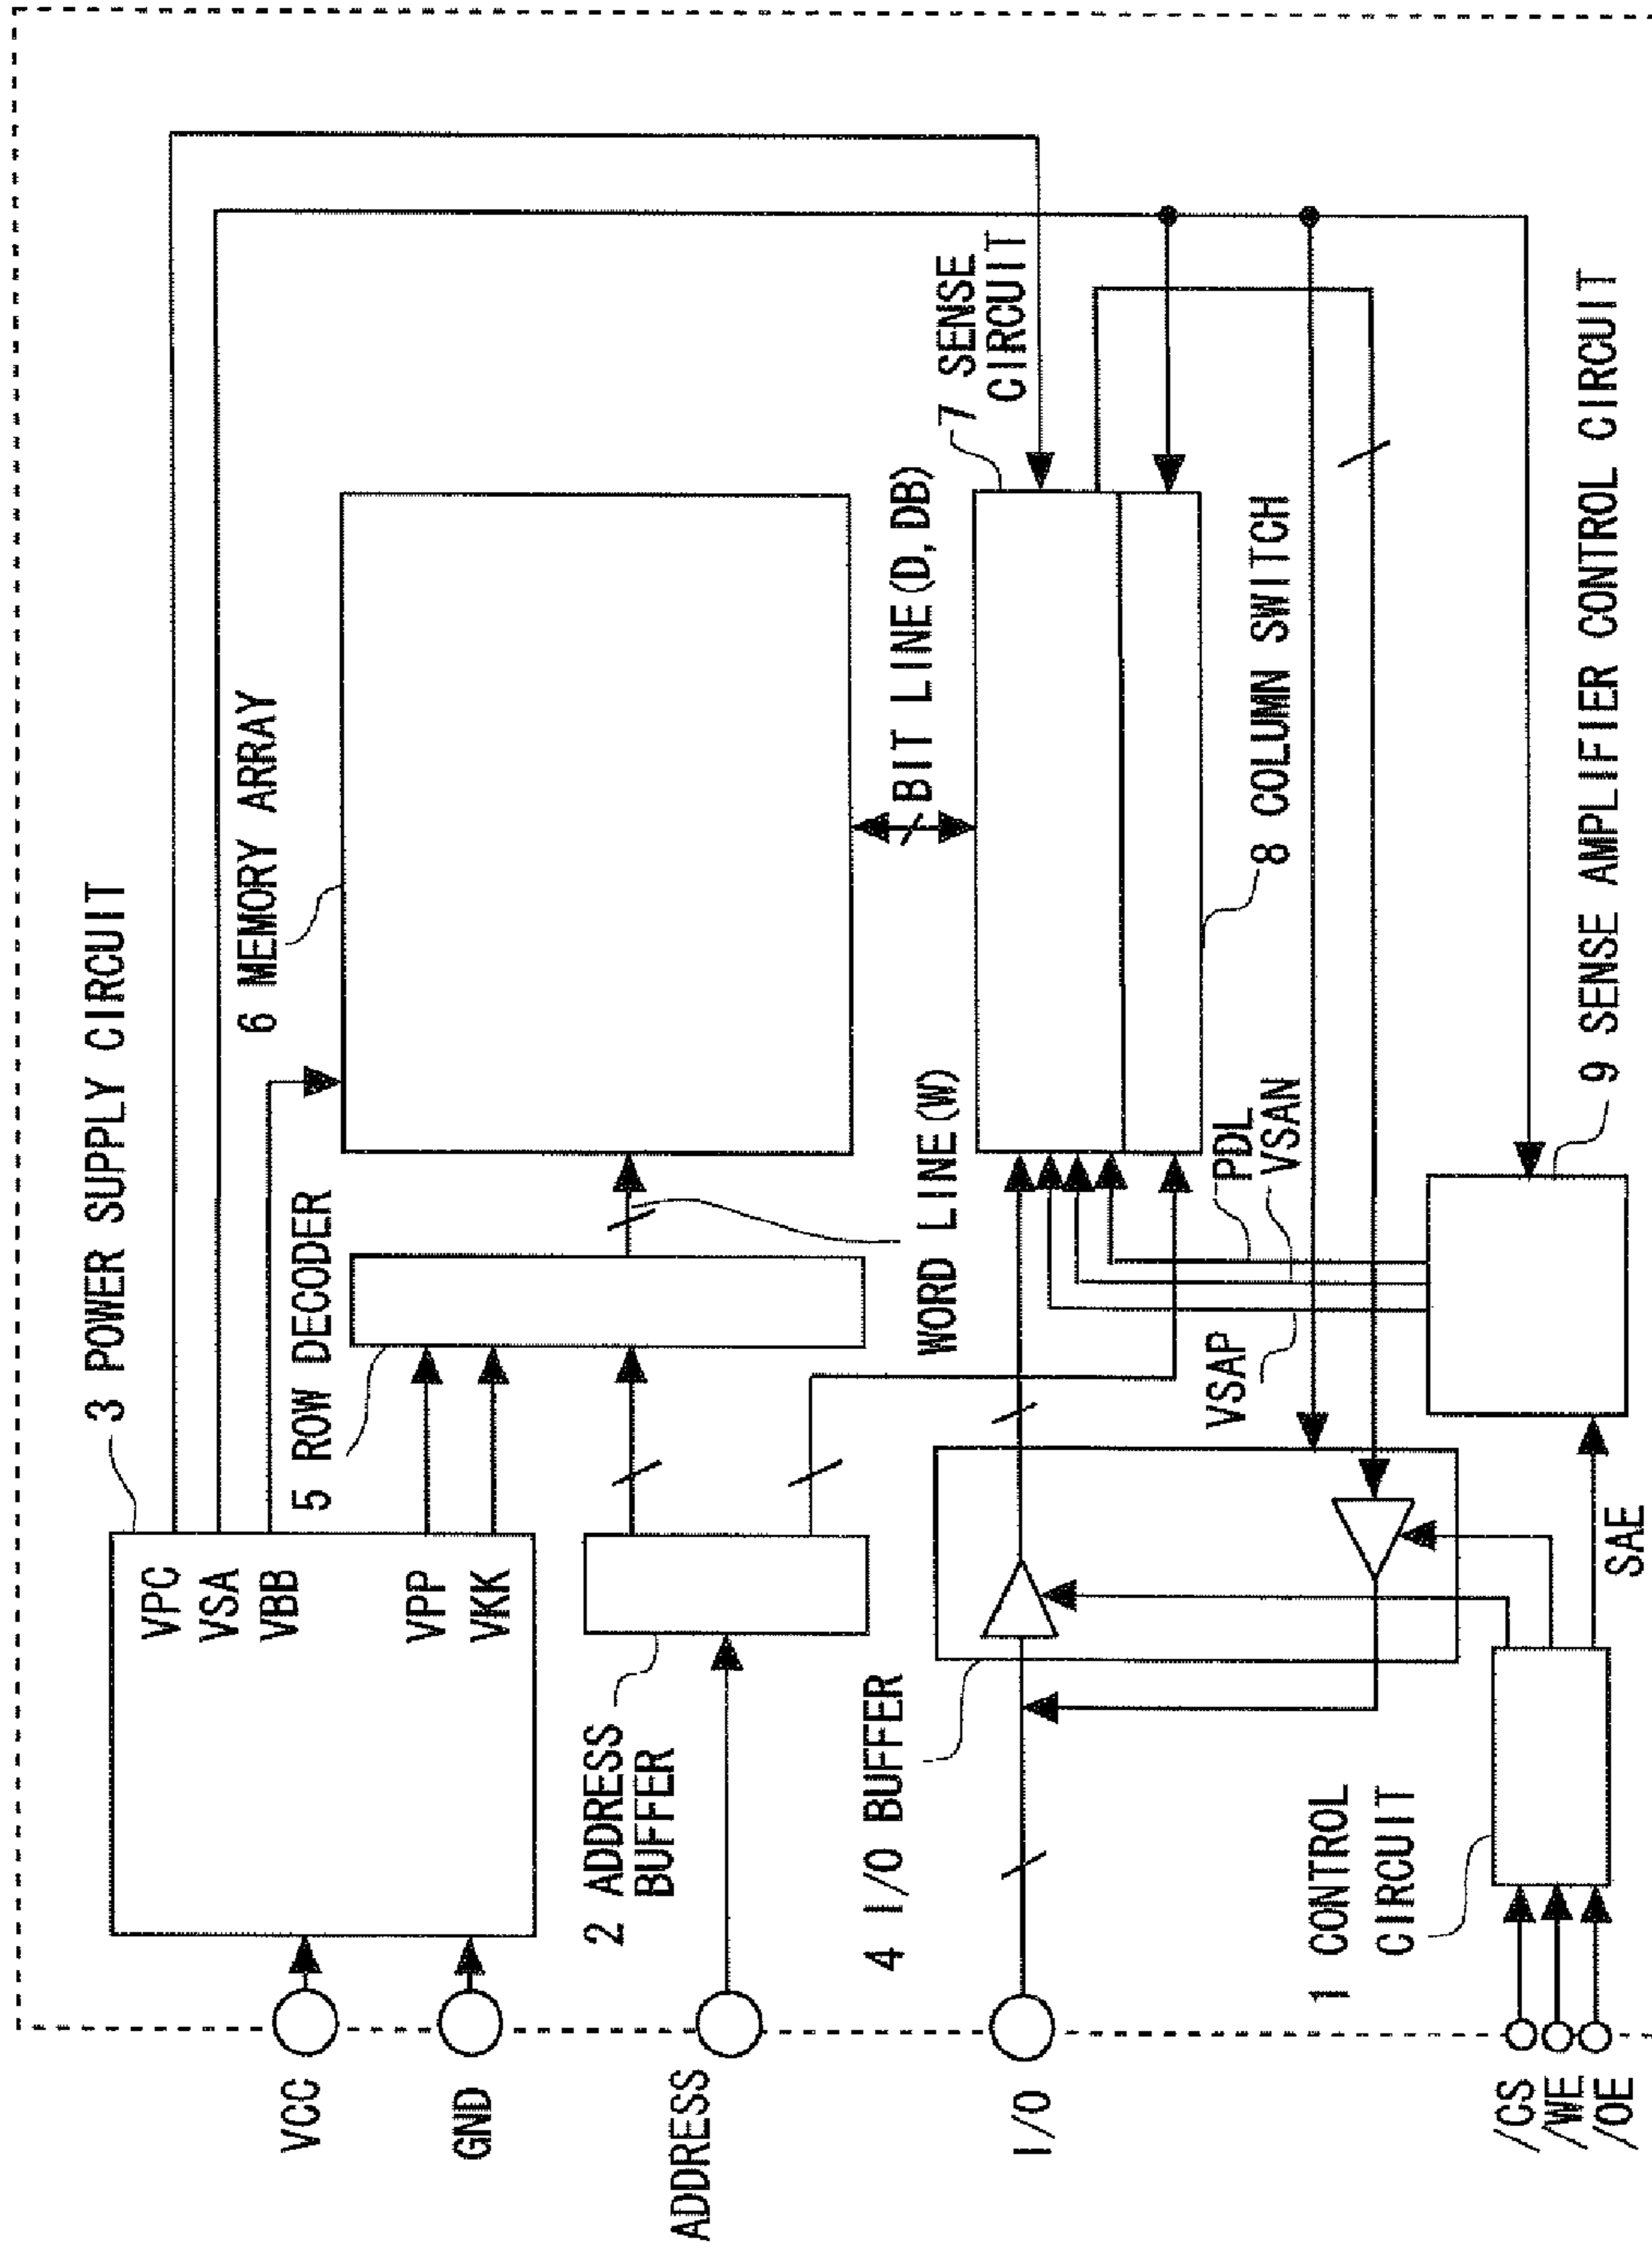 3 POWER SUPPLY CIRCUIT
VCC
GND
VPC
VSA
VBB
VPP
VKK
5 ROW DECODER
6 MEMORY ARRAY
2 ADDRESS
BUFFER
ADDRESS
WORD LINE(W)
BIT LINE(D, DB)
7 SENSE
CIRCUIT
4 I/O BUFFER
I/O
8 COLUMN SWITCH
VSAP
PDL
VSAN
1 CONTROL
CIRCUIT
/CS
/WE
/OE
SAE
9 SENSE AMPLIFIER CONTROL CIRCUIT